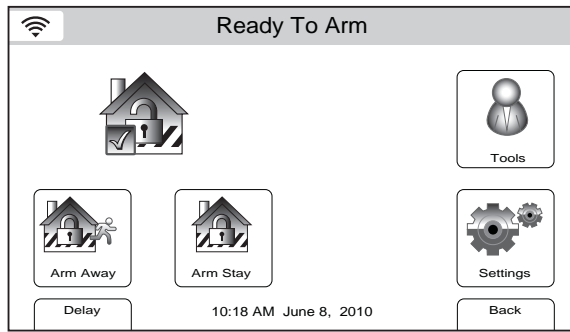 Ready To Arm
Tools
Arm Away
Arm Stay
Settings
Delay
10:18 AM June 8, 2010
Back